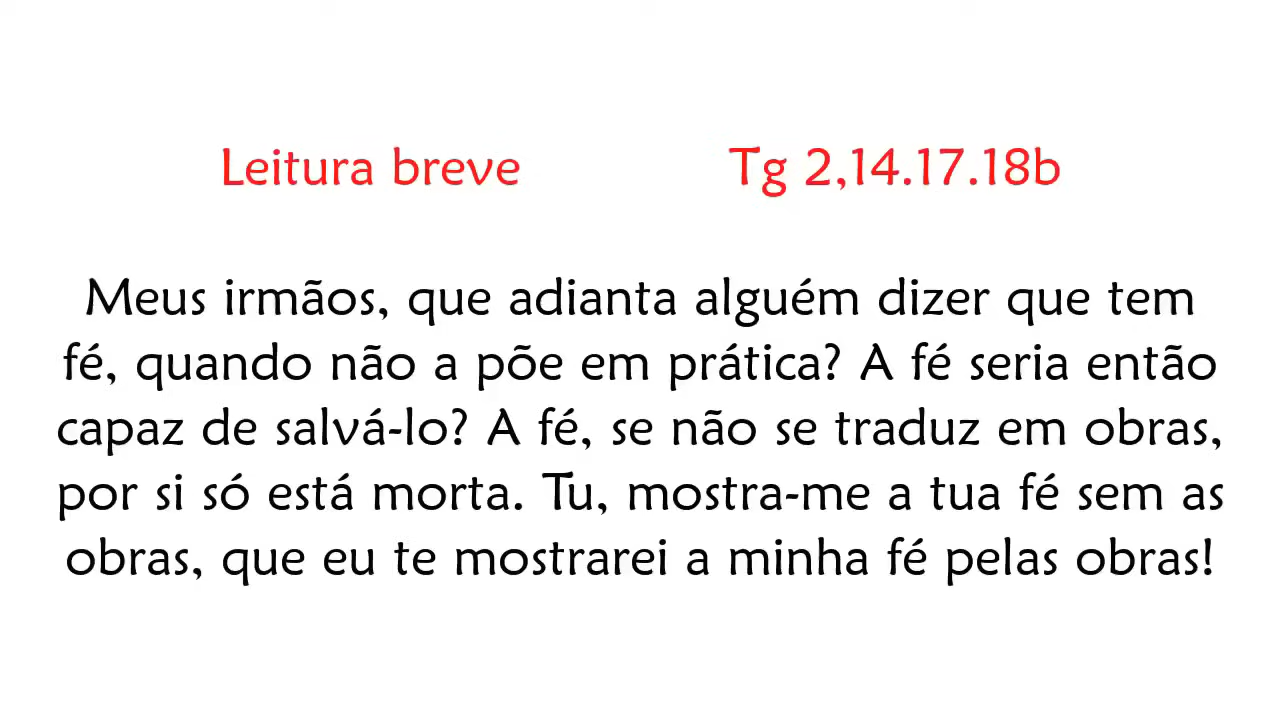 Leitura breve Tg 2,14.17.18b
Meus irmãos, que adianta alguém dizer que tem
fé, quando não a põe em prática? A fé seria então
capaz de salvá-lo? A fé, se não se traduz em obras,
por si só está morta. Tu, mostra-me a tua fé sem as
obras, que eu te mostrarei a minha fé pelas obras!